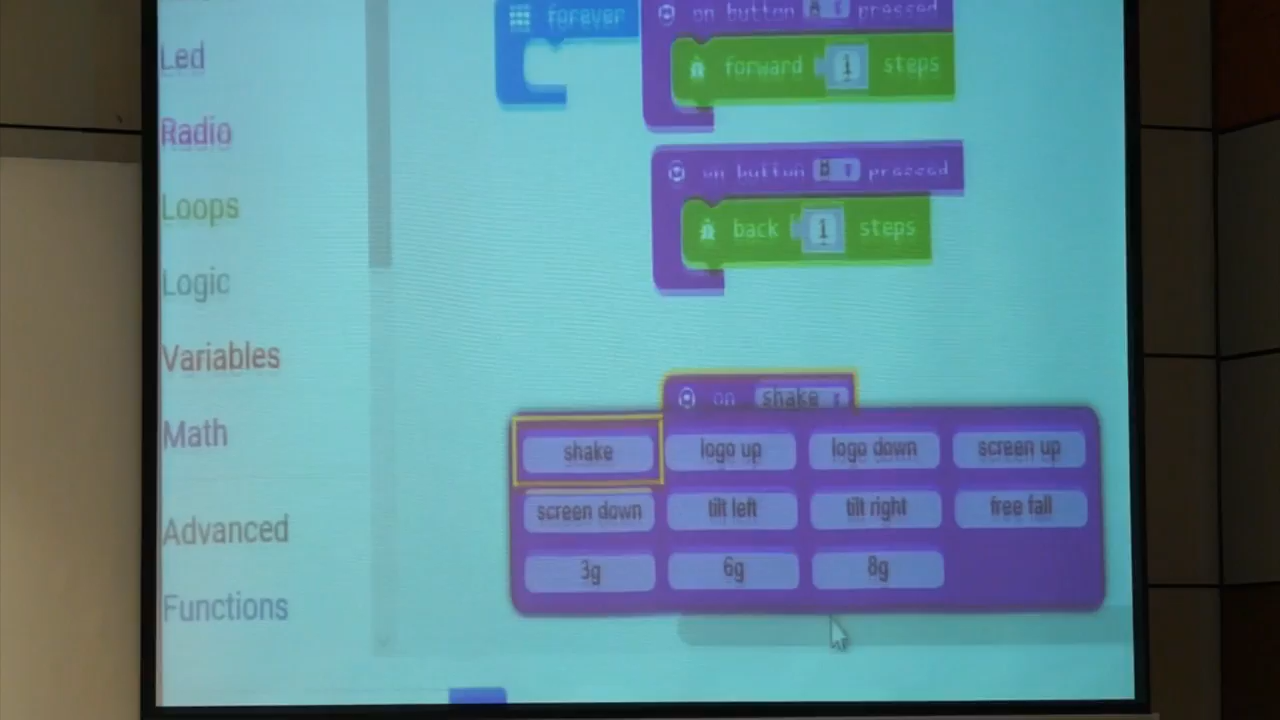 Led
Radio
Loops
Logic
Variables
Math
Advanced
Functions
forever
on button A pressed
forward 1 steps
on button B pressed
back 1 steps
on shake
shake logo up logo down screen up
screen down tilt left tilt right free fall
3g 6g 8g